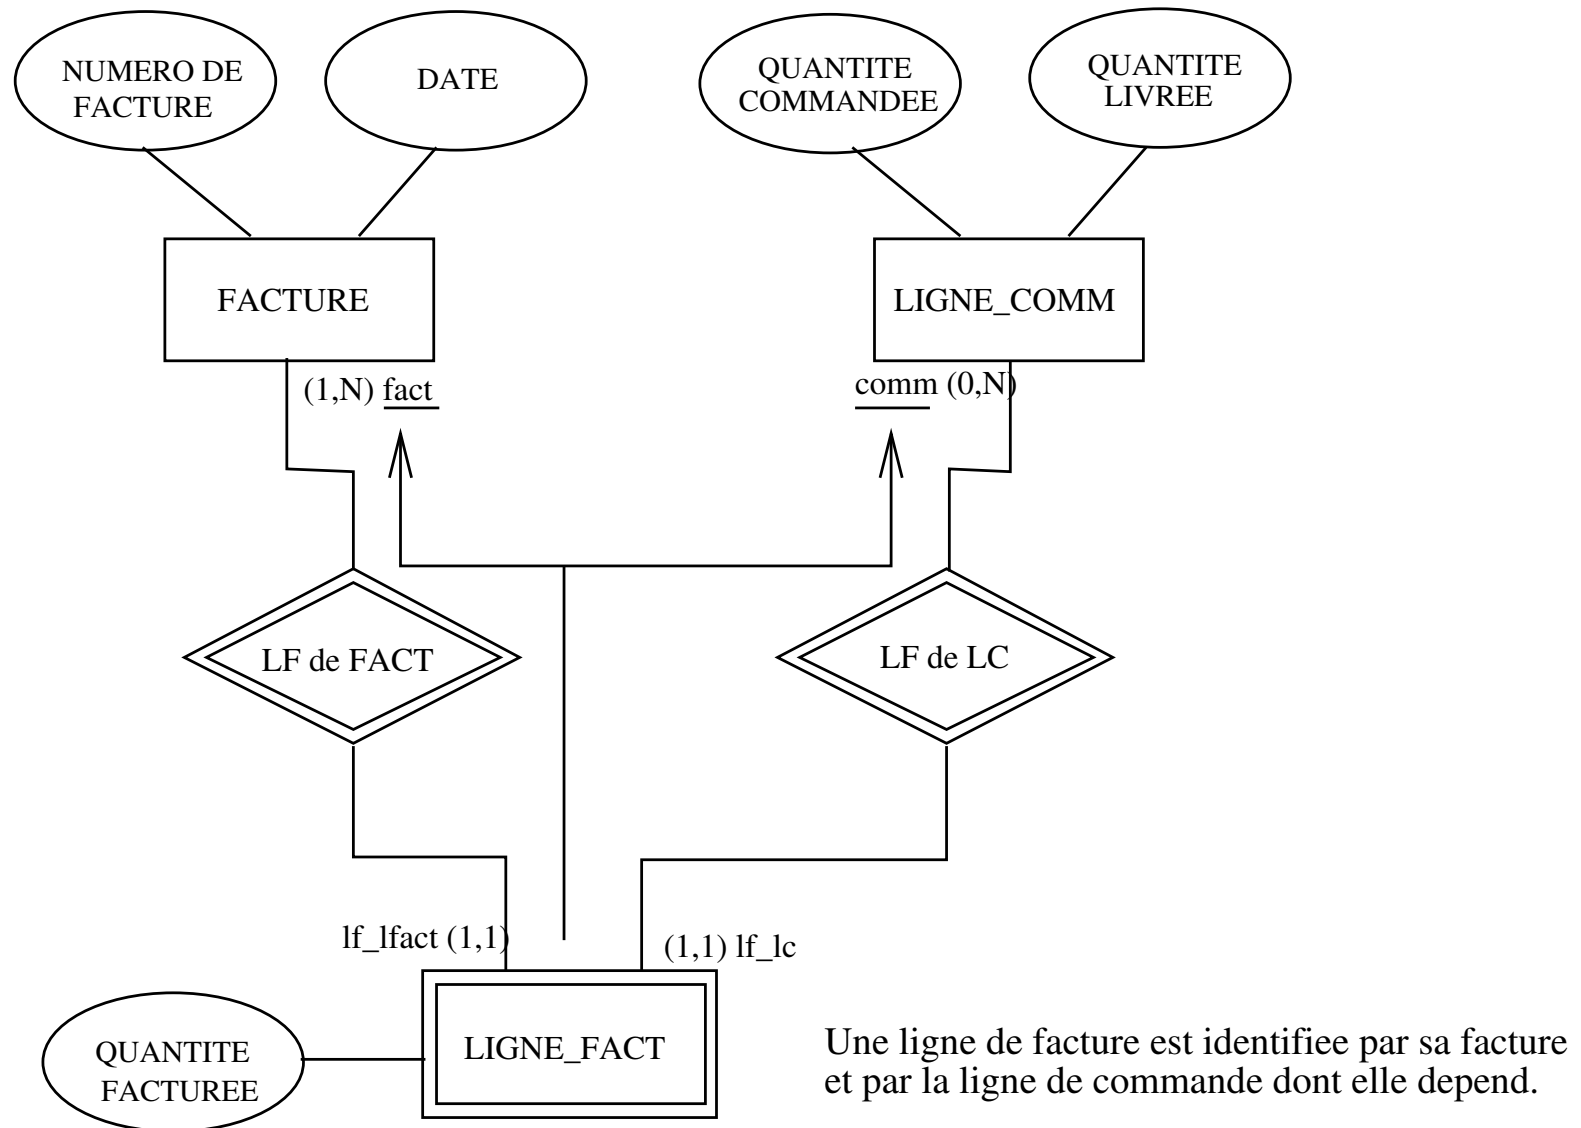 NUMERO DE
FACTURE
DATE
QUANTITE
COMMANDEE
QUANTITE
LIVREE
FACTURE
LIGNE_COMM
(1,N) fact
comm (0,N)
LF de FACT
LF de LC
lf_lfact (1,1)
(1,1) lf_lc
QUANTITE
FACTUREE
LIGNE_FACT
Une ligne de facture est identifiee par sa facture
et par la ligne de commande dont elle depend.